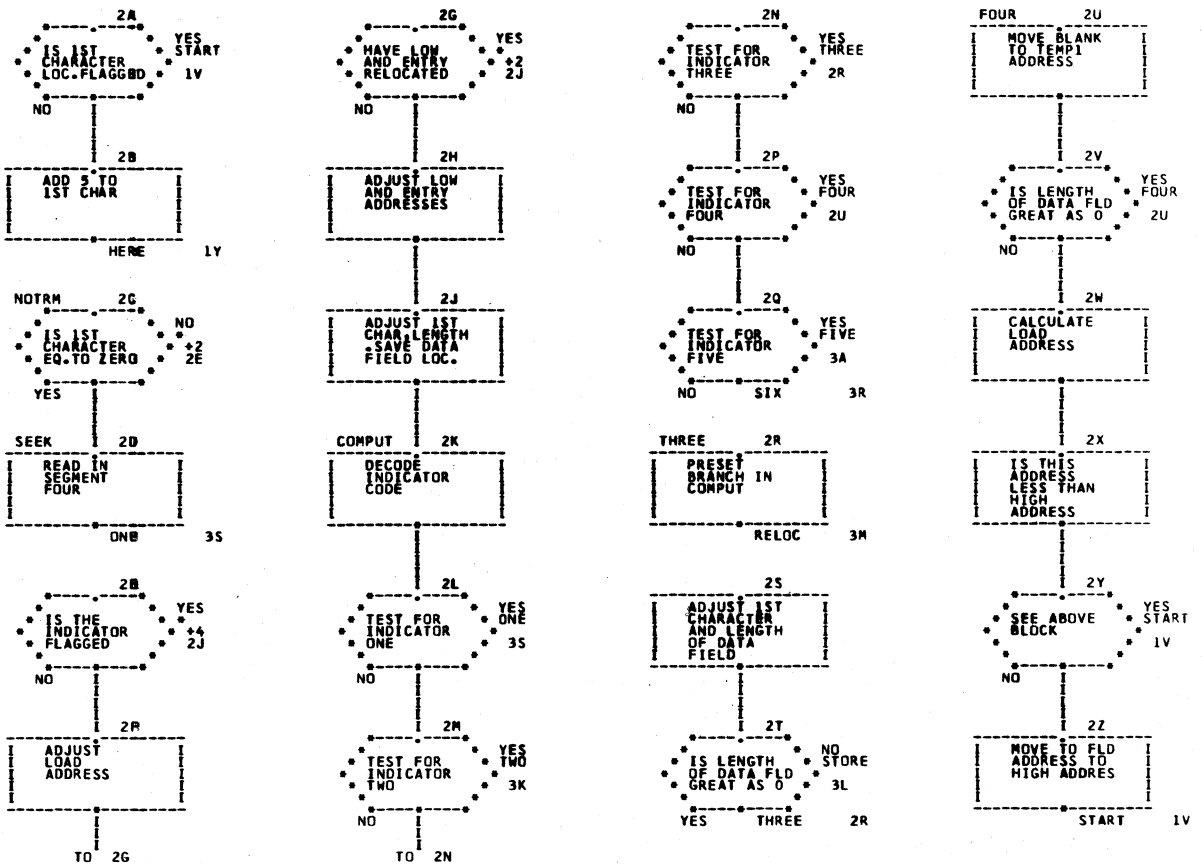 2A
IS 1ST
CHARACTER
LOC.FLAGGED
YES
START
1V
NO
2B
ADD 5 TO
1ST CHAR
HERE 1Y
NOTRM 2C
IS 1ST
CHARACTER
EQ.TO ZERO
NO
+2
2E
YES
SEEK 2D
READ IN
SEGMENT
FOUR
ONE 3S
2E
IS THE
INDICATOR
FLAGGED
YES
+4
2J
NO
2F
ADJUST
LOAD
ADDRESS
TO 2G
2G
HAVE LOW
AND ENTRY
RELOCATED
YES
+2
2J
NO
2H
ADJUST LOW
AND ENTRY
ADDRESSES
2J
ADJUST 1ST
CHAR,LENGTH
.SAVE DATA
FIELD LOC.
COMPUT 2K
DECODE
INDICATOR
CODE
2L
TEST FOR
INDICATOR
ONE
YES
ONE
3S
NO
2M
TEST FOR
INDICATOR
TWO
YES
TWO
3K
NO
TO 2N
2N
TEST FOR
INDICATOR
THREE
YES
THREE
2R
NO
2P
TEST FOR
INDICATOR
FOUR
YES
FOUR
2U
NO
2Q
TEST FOR
INDICATOR
FIVE
YES
FIVE
3A
NO SIX 3R
THREE 2R
PRESET
BRANCH IN
COMPUT
RELOC 3M
2S
ADJUST 1ST
CHARACTER
AND LENGTH
OF DATA
FIELD
2T
IS LENGTH
OF DATA FLD
GREAT AS 0
NO
STORE
3L
YES THREE 2R
FOUR 2U
MOVE BLANK
TO TEMP1
ADDRESS
2V
IS LENGTH
OF DATA FLD
GREAT AS 0
YES
FOUR
2U
NO
2W
CALCULATE
LOAD
ADDRESS
2X
IS THIS
ADDRESS
LESS THAN
HIGH
ADDRESS
2Y
SEE ABOVE
BLOCK
YES
START
1V
NO
2Z
MOVE TO FLD
ADDRESS TO
HIGH ADDRES
START 1V